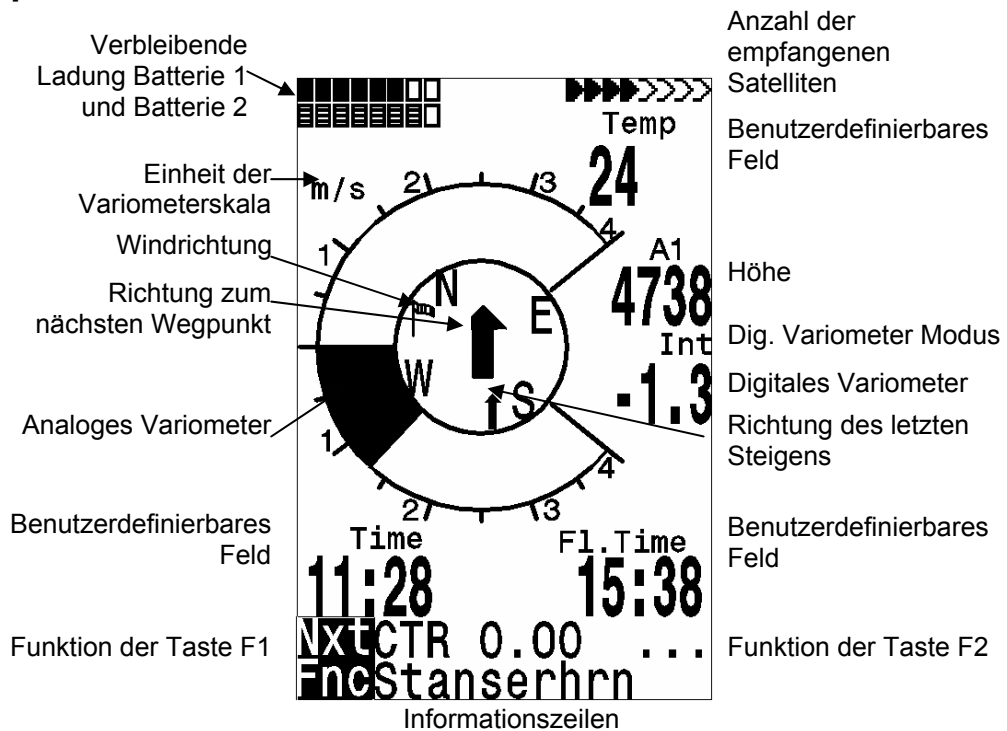 Verbleibende
Ladung Batterie 1
und Batterie 2
Anzahl der
empfangenen
Satelliten
Temp
24
Benutzerdefinierbares
Feld
Einheit der
Variometerskala
m/s
2
3
1
4
Windrichtung
N
E
A1
4738
Höhe
Richtung zum
nächsten Wegpunkt
Int
Dig. Variometer Modus
W
S
-1.3
Digitales Variometer
Analoges Variometer
Richtung des letzten
Steigens
1
4
2
3
Benutzerdefinierbares
Feld
Time
11:28
Fl.Time
15:38
Benutzerdefinierbares
Feld
Funktion der Taste F1
Nxt CTR 0.00 ...
Funktion der Taste F2
Fnc Stanserhrn
Informationszeilen